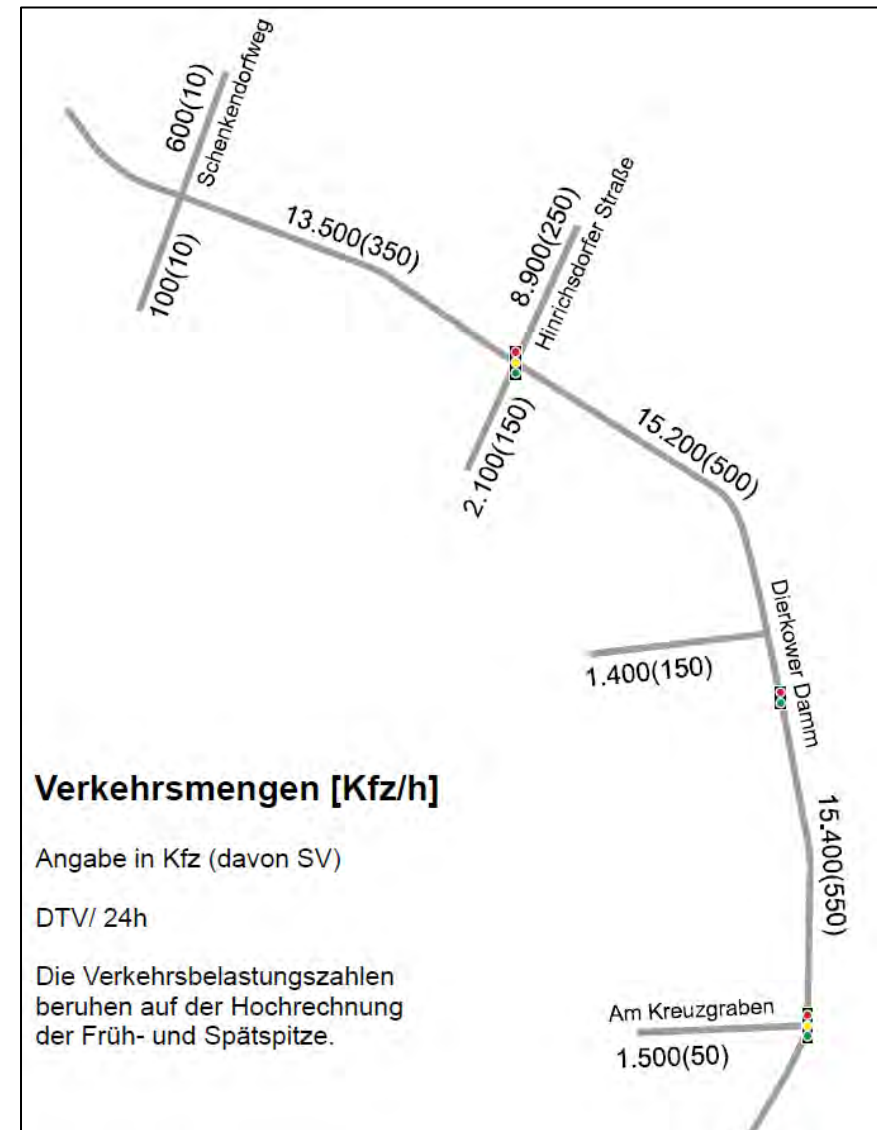 600(10)
Schenkendorfweg
100(10)
13.500(350)
8.900(250)
Hinrichsdorfer Straße
2.100(150)
15.200(500)
Dierkower Damm
1.400(150)
15.400(550)
Verkehrsmengen [Kfz/h]
Angabe in Kfz (davon SV)
DTV/ 24h
Die Verkehrsbelastungszahlen
beruhen auf der Hochrechnung
der Früh- und Spätspitze.
Am Kreuzgraben
1.500(50)